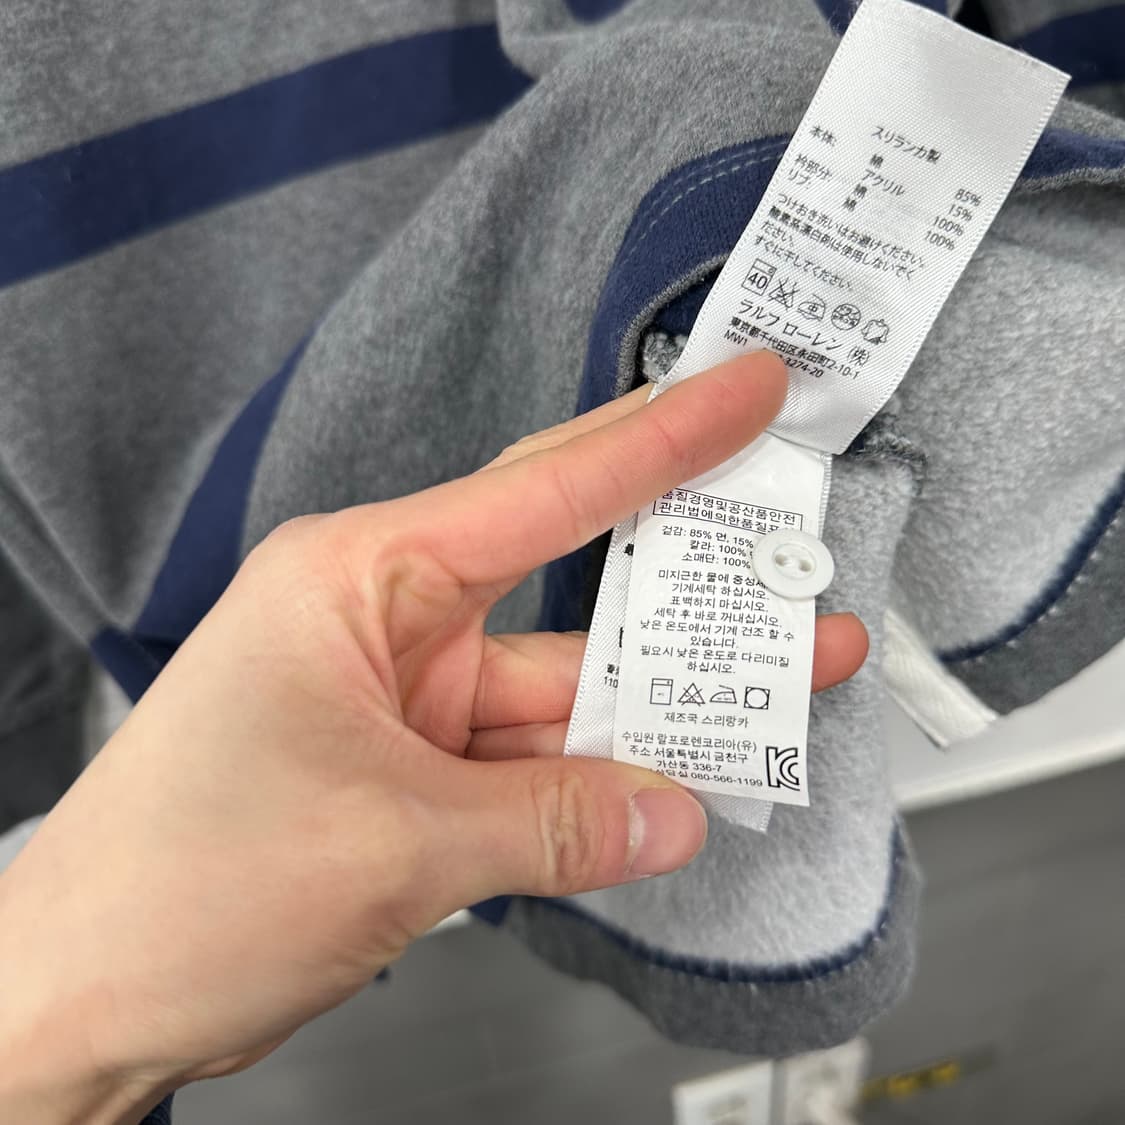 スリランカ製
本体: 綿 85%
アクリル 15%
衿部分: 綿 100%
リブ: 綿 100%
つけおき洗いはお避けください。
酸素系漂白剤は使用しないでく
ださい。
すぐに干してください。
40
ラルフ ローレン (株)
東京都千代田区永田町2-10-1
MW1 3274-20
품질경영및공산품안전
관리법에의한품질표시
겉감: 85% 면, 15%
칼라: 100%
소매단: 100%
미지근한 물에 중성세
기계세탁 하십시오.
표백하지 마십시오.
세탁 후 바로 꺼내십시오.
낮은 온도에서 기계 건조 할 수
있습니다.
필요시 낮은 온도로 다리미질
하십시오.
제조국 스리랑카
수입원 랄프로렌코리아(유)
주소 서울특별시 금천구
가산동 336-7
상담실 080-566-1199
KC
110